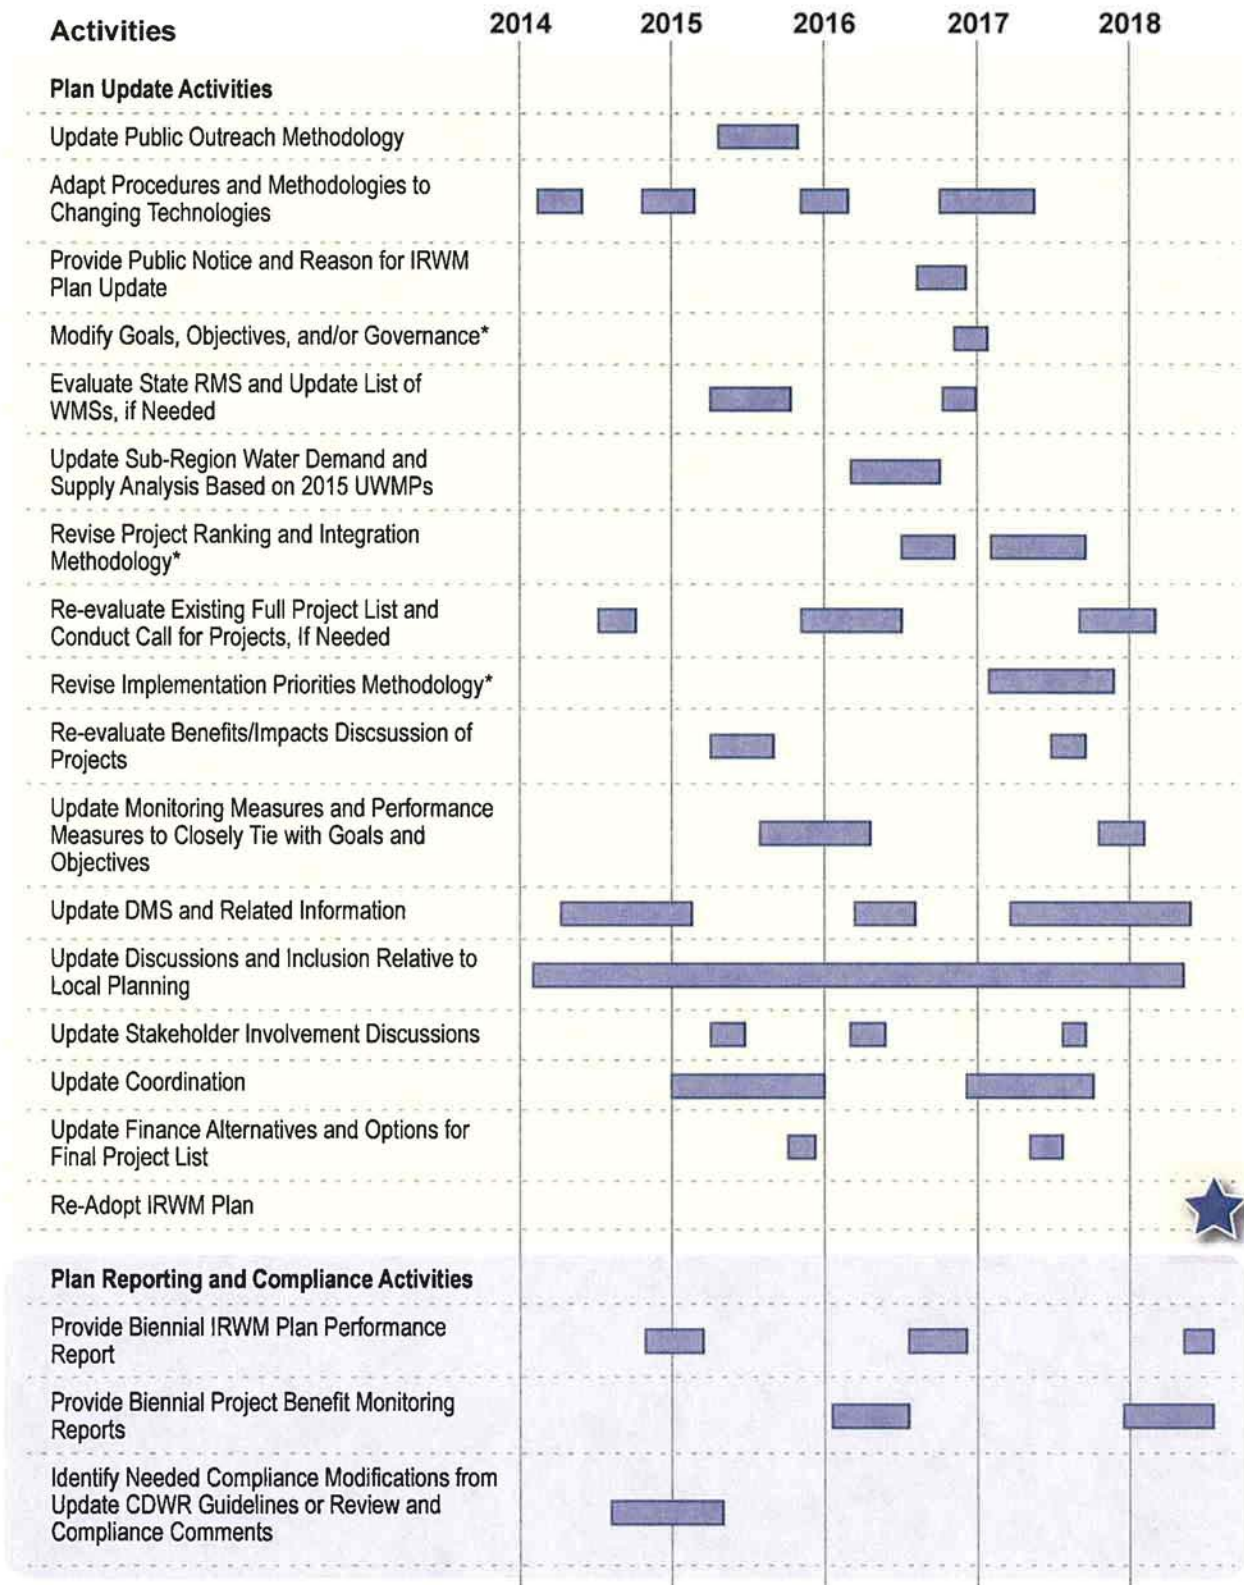 Activities 2014 2015 2016 2017 2018
Plan Update Activities
Update Public Outreach Methodology
Adapt Procedures and Methodologies to
Changing Technologies
Provide Public Notice and Reason for IRWM
Plan Update
Modify Goals, Objectives, and/or Governance*
Evaluate State RMS and Update List of
WMSs, if Needed
Update Sub-Region Water Demand and
Supply Analysis Based on 2015 UWMPs
Revise Project Ranking and Integration
Methodology*
Re-evaluate Existing Full Project List and
Conduct Call for Projects, If Needed
Revise Implementation Priorities Methodology*
Re-evaluate Benefits/Impacts Discsussion of
Projects
Update Monitoring Measures and Performance
Measures to Closely Tie with Goals and
Objectives
Update DMS and Related Information
Update Discussions and Inclusion Relative to
Local Planning
Update Stakeholder Involvement Discussions
Update Coordination
Update Finance Alternatives and Options for
Final Project List
Re-Adopt IRWM Plan
Plan Reporting and Compliance Activities
Provide Biennial IRWM Plan Performance
Report
Provide Biennial Project Benefit Monitoring
Reports
Identify Needed Compliance Modifications from
Update CDWR Guidelines or Review and
Compliance Comments